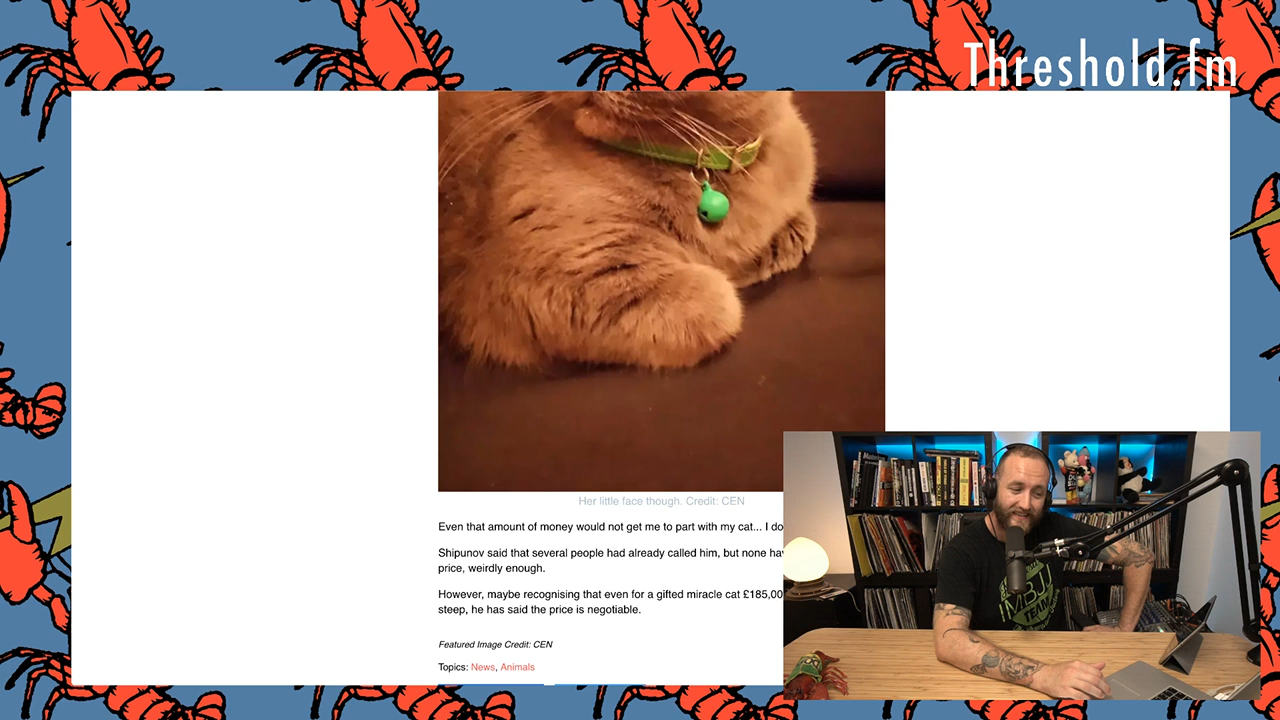 Threshold.fm
Her little face though. Credit: CEN
Even that amount of money would not get me to part with my cat... I do
Shipunov said that several people had already called him, but none
price, weirdly enough.
However, maybe recognising that even for a gifted miracle cat £185,00
steep, he has said the price is negotiable.
Featured Image Credit: CEN
Topics: News, Animals
MBJJ
TEAM